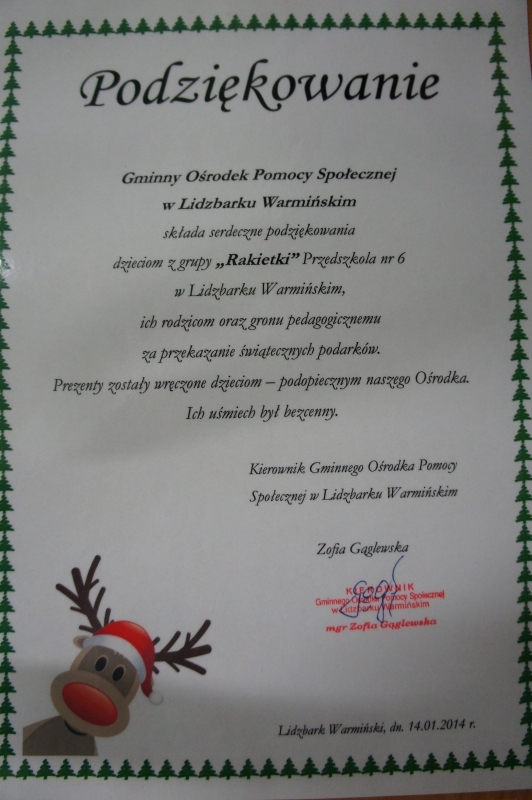 Podziękowanie
Gminny Ośrodek Pomocy Społecznej
w Lidzbarku Warmińskim
składa serdeczne podziękowania
dzieciom z grupy „Rakietki” Przedszkola nr 6
w Lidzbarku Warmińskim,
ich rodzicom oraz gronu pedagogicznemu
za przekazanie świątecznych podarków.
Prezenty zostały wręczone dzieciom – podopiecznym naszego Ośrodka.
Ich uśmiech był bezcenny.
Kierownik Gminnego Ośrodka Pomocy
Społecznej w Lidzbarku Warmińskim
Zofia Gąglewska
KIEROWNIK
Gminnego Ośrodka Pomocy Społecznej
w Lidzbarku Warmińskim
mgr Zofia Gąglewska
Lidzbark Warmiński, dn. 14.01.2014 r.